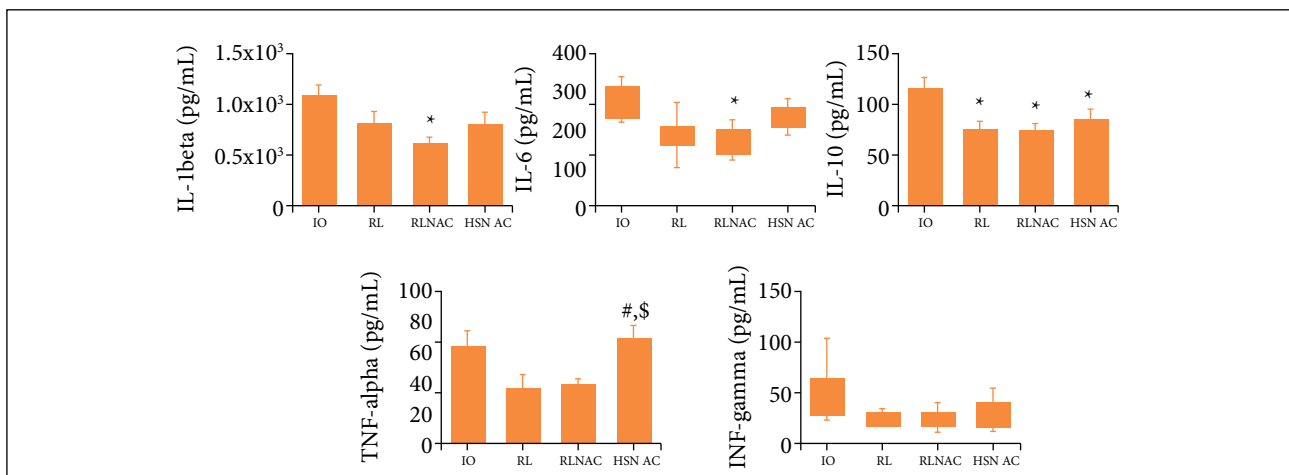 IL-1beta (pg/mL)
1.5x10³
1.0x10³
0.5x10³
0
*
IO RL RLNAC HSN AC
IL-6 (pg/mL)
400
300
200
100
0
*
IO RL RLNAC HSN AC
IL-10 (pg/mL)
150
100
50
0
* * *
IO RL RLNAC HSN AC
TNF-alpha (pg/mL)
100
80
60
40
20
0
#,$
IO RL RLNAC HSN AC
INF-gamma (pg/mL)
150
100
50
0
IO RL RLNAC HSN AC